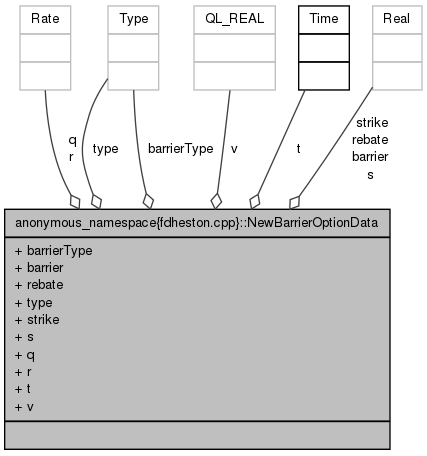 Rate
Type
QL_REAL
Time
Real
q
r
type
barrierType
v
t
strike
rebate
barrier
s
anonymous_namespace{fdheston.cpp}::NewBarrierOptionData
+ barrierType
+ barrier
+ rebate
+ type
+ strike
+ s
+ q
+ r
+ t
+ v